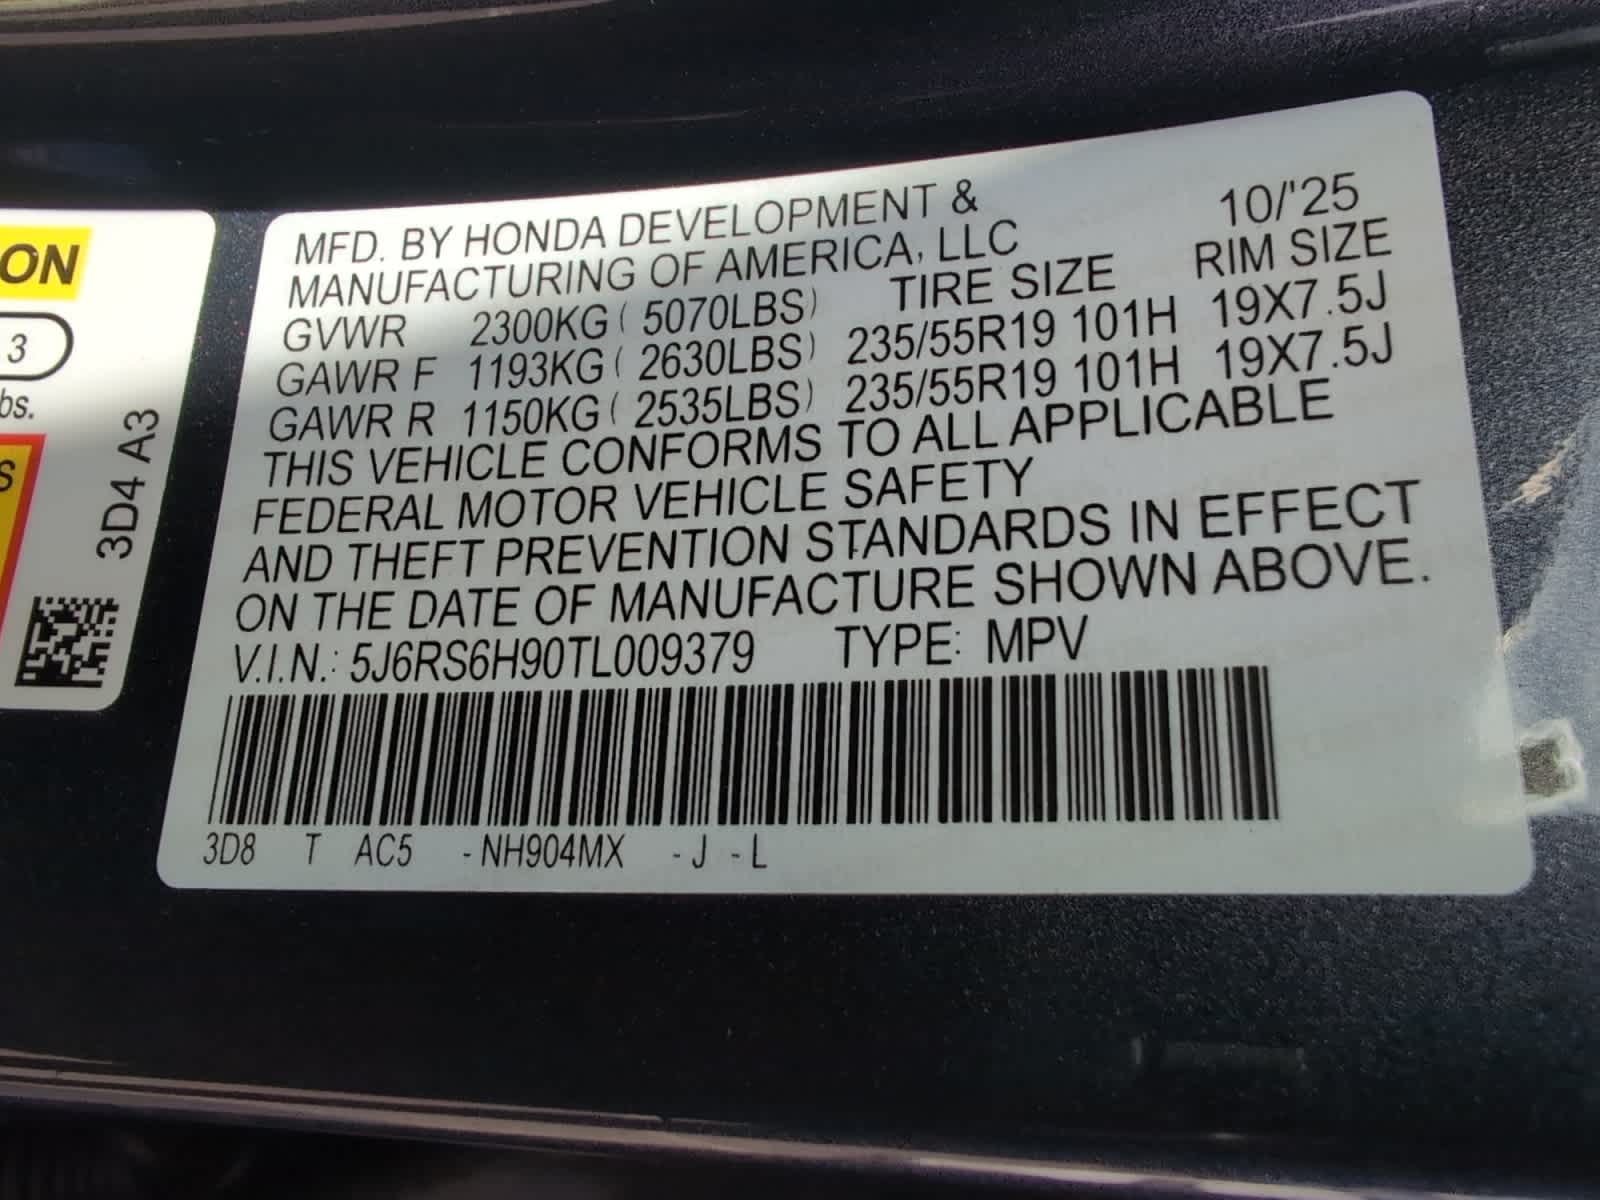 ON
3
bs.
S
3D4 A3
MFD. BY HONDA DEVELOPMENT & 10/'25
MANUFACTURING OF AMERICA, LLC
TIRE SIZE RIM SIZE
GVWR 2300KG ( 5070LBS)
GAWR F 1193KG ( 2630LBS) 235/55R19 101H 19X7.5J
GAWR R 1150KG ( 2535LBS) 235/55R19 101H 19X7.5J
THIS VEHICLE CONFORMS TO ALL APPLICABLE
FEDERAL MOTOR VEHICLE SAFETY
AND THEFT PREVENTION STANDARDS IN EFFECT
ON THE DATE OF MANUFACTURE SHOWN ABOVE.
V.I.N.: 5J6RS6H90TL009379 TYPE: MPV
3D8 T AC5 -NH904MX -J -L